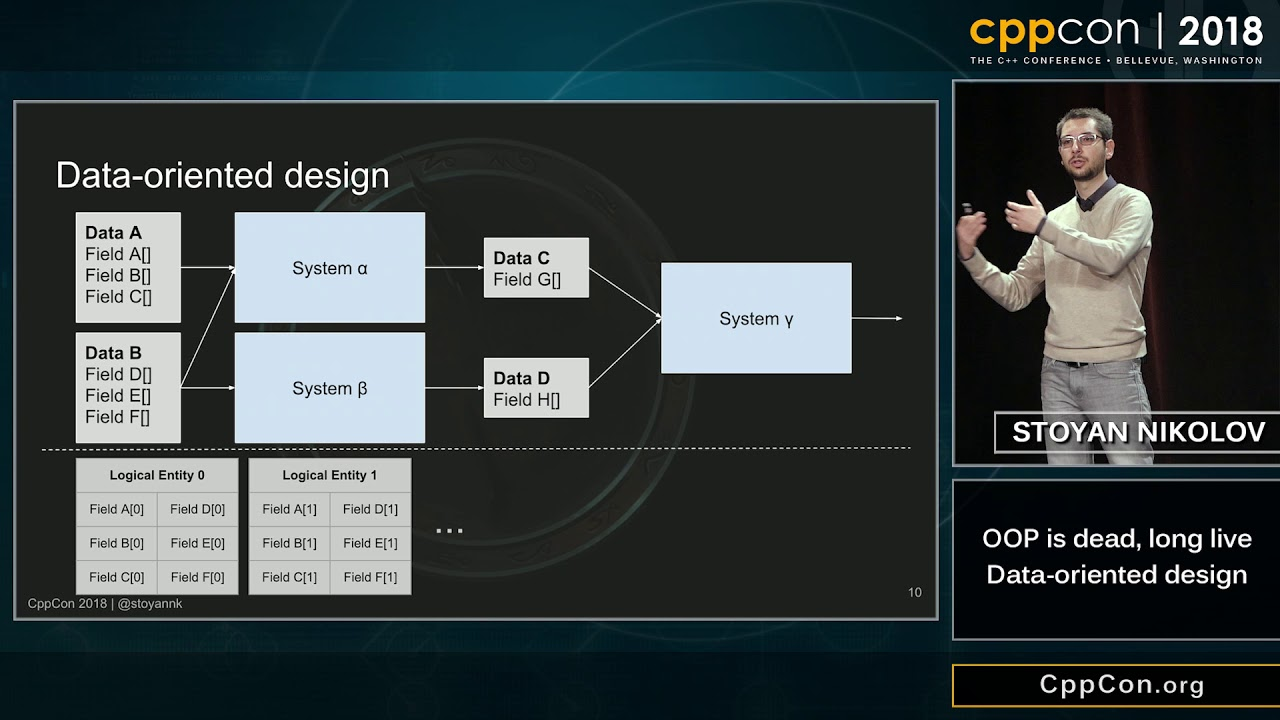 cppcon | 2018
THE C++ CONFERENCE • BELLEVUE, WASHINGTON
Data-oriented design
Data A
Field A[]
Field B[]
Field C[]
System α
Data C
Field G[]
System γ
Data B
Field D[]
Field E[]
Field F[]
System β
Data D
Field H[]
Logical Entity 0
Field A[0] Field D[0]
Field B[0] Field E[0]
Field C[0] Field F[0]
Logical Entity 1
Field A[1] Field D[1]
Field B[1] Field E[1]
Field C[1] Field F[1]
...
CppCon 2018 | @stoyannk
10
STOYAN NIKOLOV
OOP is dead, long live
Data-oriented design
CppCon.org